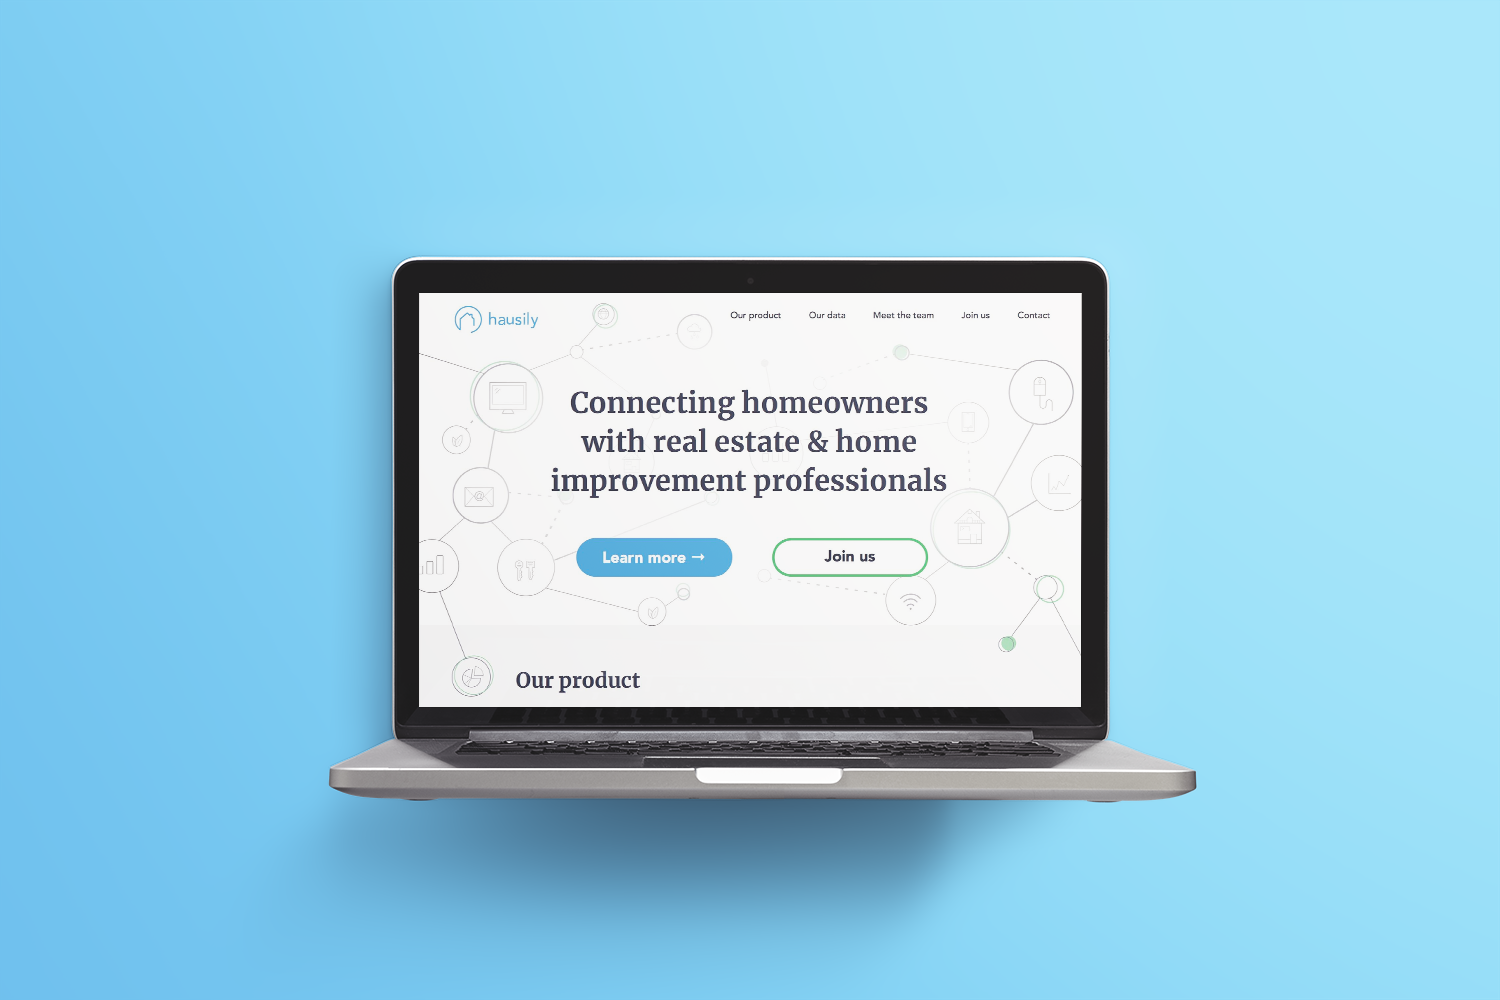 hausily
Our product
Our data
Meet the team
Join us
Contact
Connecting homeowners
with real estate & home
improvement professionals
Learn more →
Join us
Our product